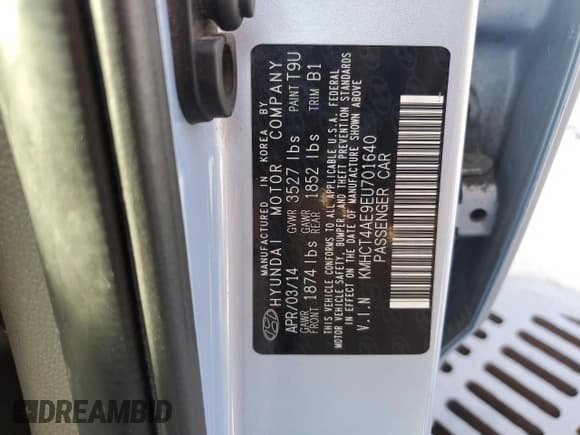 MANUFACTURED IN KOREA BY
HYUNDAI MOTOR COMPANY
APR/03/14 GVWR 3527 lbs PAINT T9U
GAWR FRONT 1874 lbs GAWR REAR 1852 lbs TRIM B1
THIS VEHICLE CONFORMS TO ALL APPLICABLE U.S.A. FEDERAL
MOTOR VEHICLE SAFETY, BUMPER, AND THEFT PREVENTION STANDARDS
IN EFFECT ON THE DATE OF MANUFACTURE SHOWN ABOVE
V.I.N KMHCT4AE9EU701640
PASSENGER CAR
DREAMBID